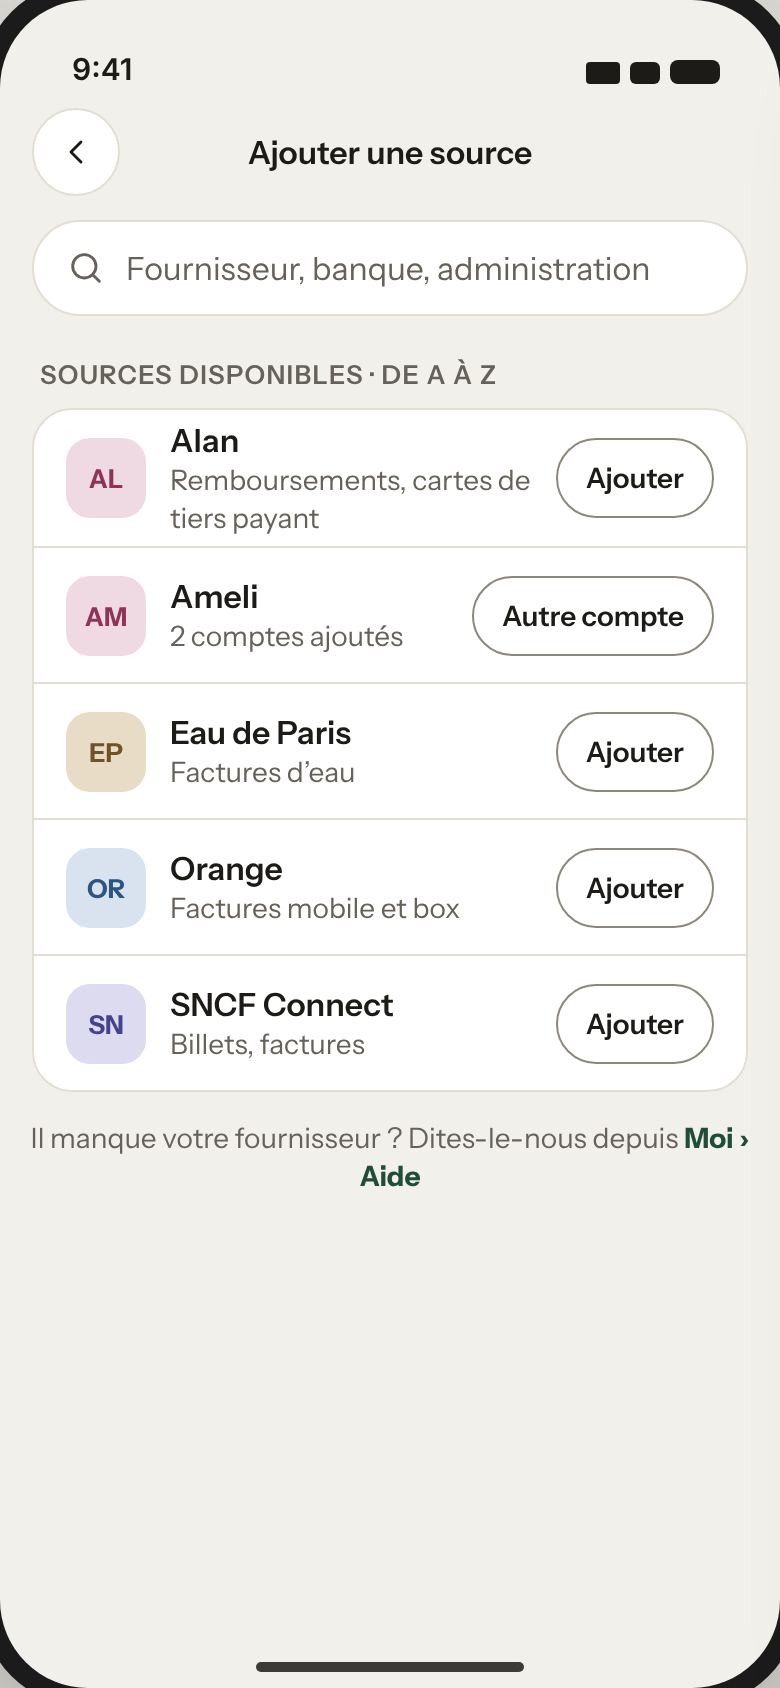 9:41
Ajouter une source
Fournisseur, banque, administration
SOURCES DISPONIBLES · DE A À Z
AL
Alan
Remboursements, cartes de
tiers payant
Ajouter
AM
Ameli
2 comptes ajoutés
Autre compte
EP
Eau de Paris
Factures d’eau
Ajouter
OR
Orange
Factures mobile et box
Ajouter
SN
SNCF Connect
Billets, factures
Ajouter
Il manque votre fournisseur ? Dites-le-nous depuis Moi ›
Aide